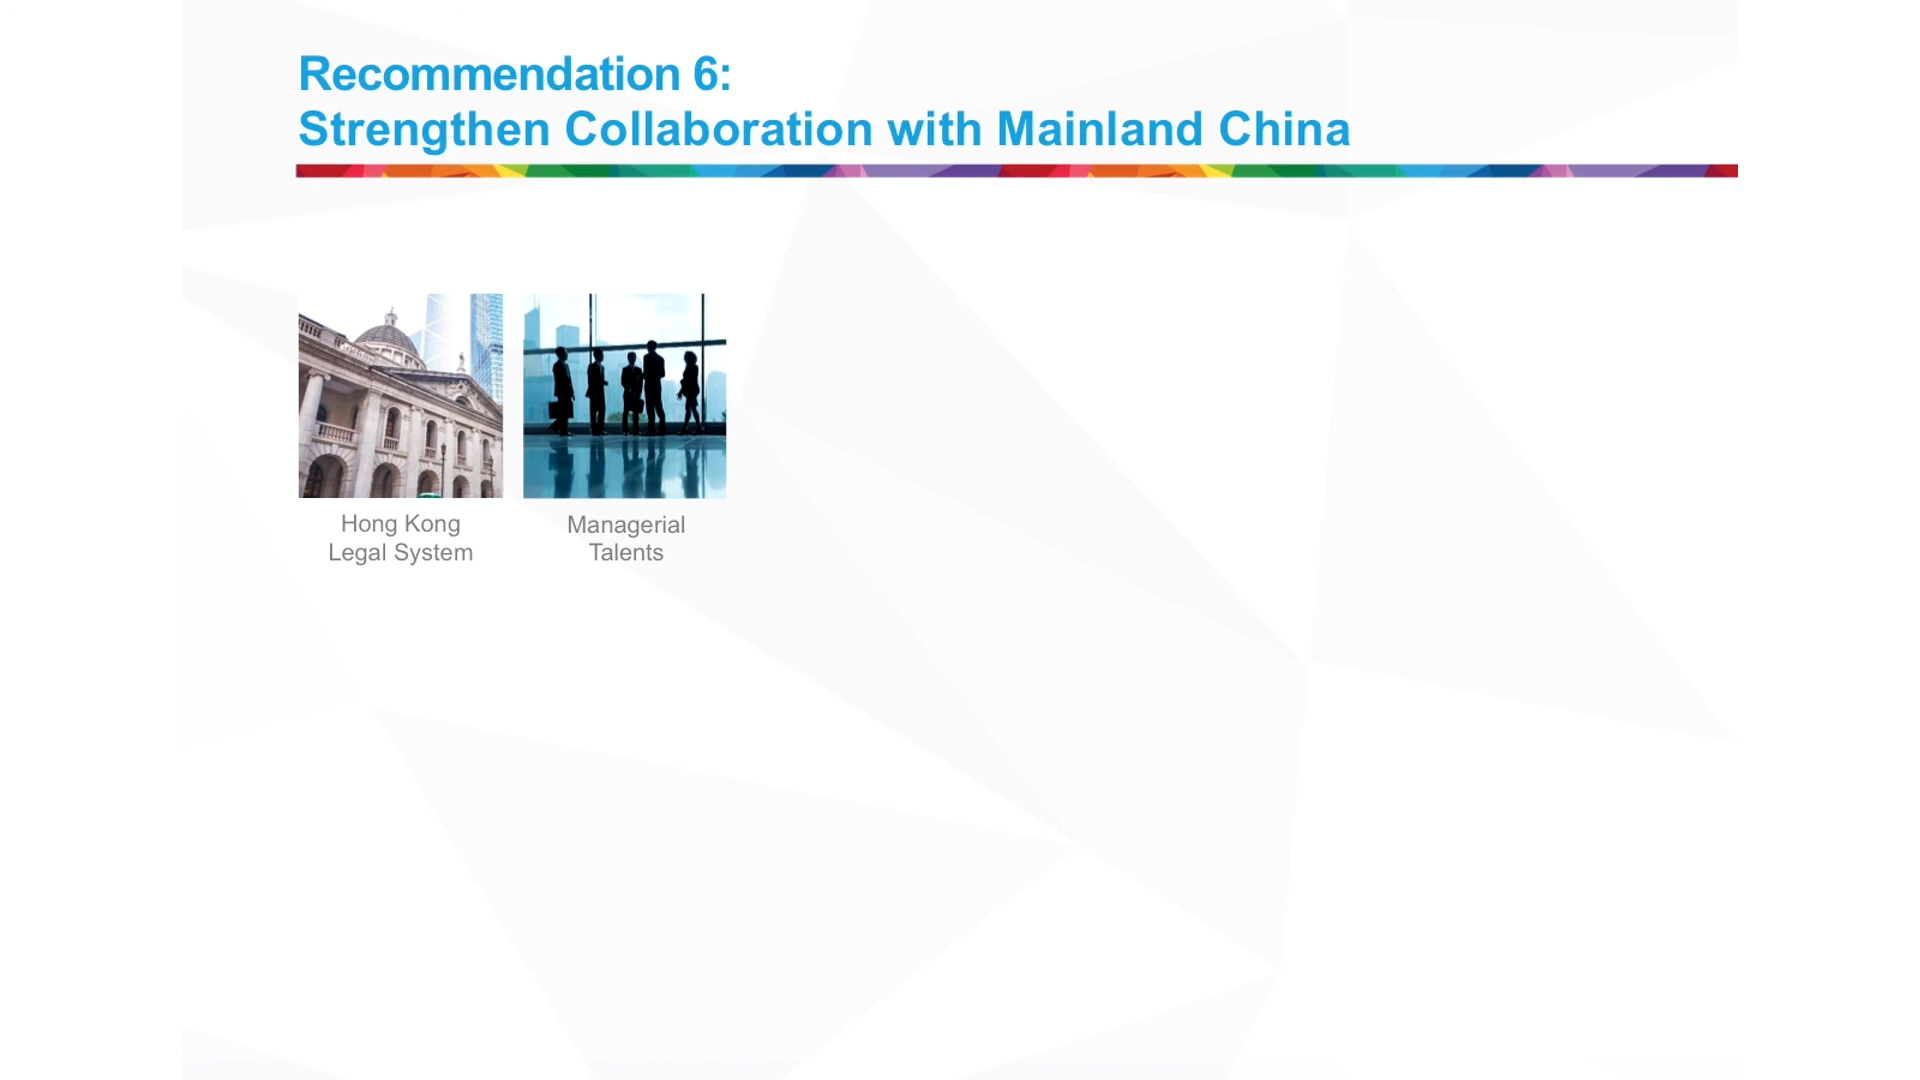 Recommendation 6:
Strengthen Collaboration with Mainland China
Hong Kong
Legal System
Managerial
Talents